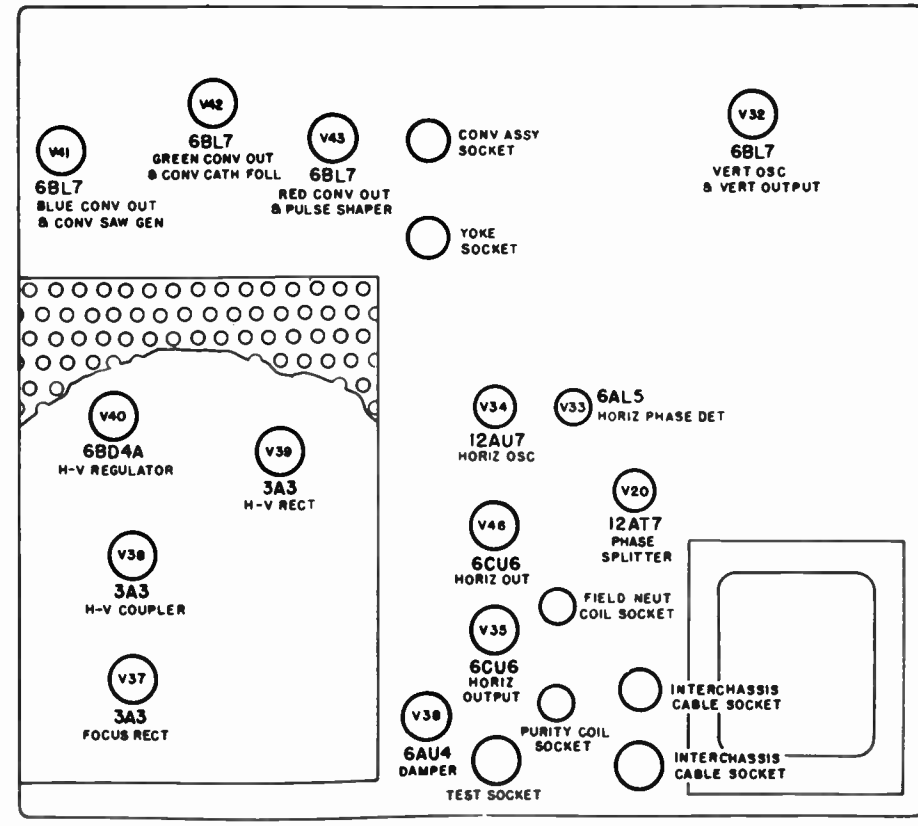 V42
6BL7
GREEN CONV OUT
& CONV CATH FOLL
V41
6BL7
BLUE CONV OUT
& CONV SAW GEN
V43
6BL7
RED CONV OUT
& PULSE SHAPER
CONV ASSY
SOCKET
YOKE
SOCKET
V32
6BL7
VERT OSC
& VERT OUTPUT
V40
6BD4A
H-V REGULATOR
V39
3A3
H-V RECT
V38
3A3
H-V COUPLER
V37
3A3
FOCUS RECT
V34
12AU7
HORIZ OSC
V33
6AL5
HORIZ PHASE DET
V20
12AT7
PHASE
SPLITTER
V46
6CU6
HORIZ OUT
FIELD NEUT
COIL SOCKET
V35
6CU6
HORIZ
OUTPUT
V38
6AU4
DAMPER
PURITY COIL
SOCKET
TEST SOCKET
INTERCHASSIS
CABLE SOCKET
INTERCHASSIS
CABLE SOCKET